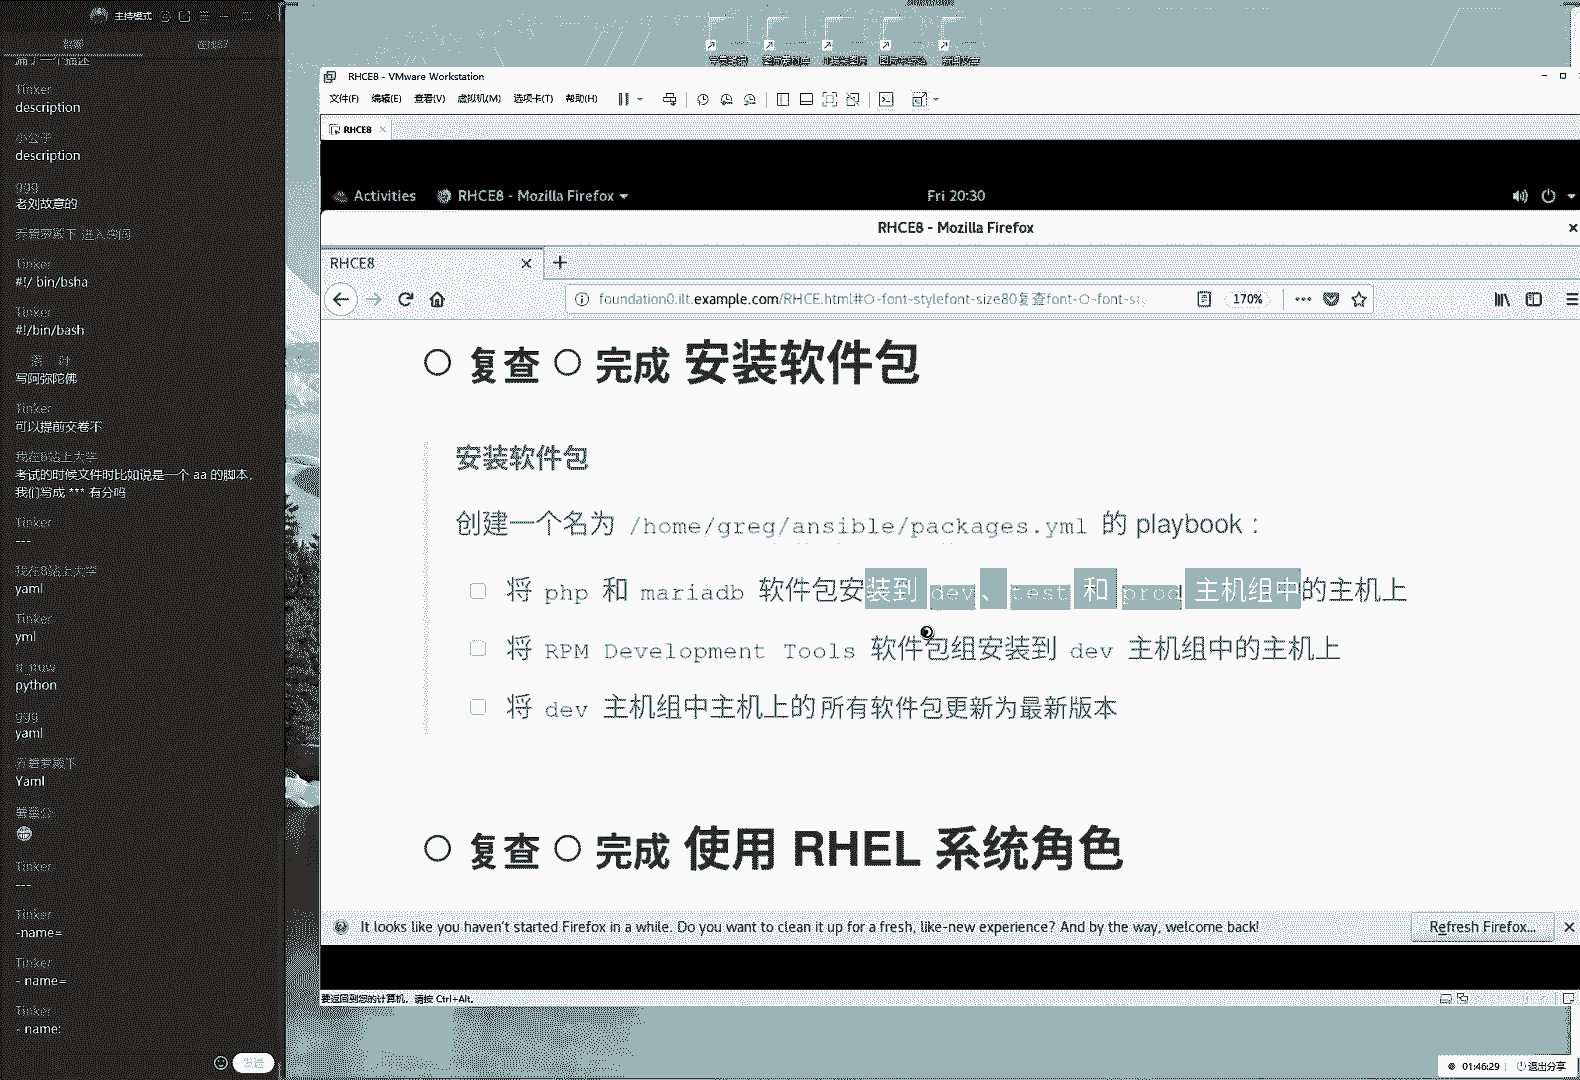 主持模式
Tinker
description
小公子
description
ggg
老刘故意的
进入房间
Tinker
#!/ bin/bsha
Tinker
#!/bin/bash
写阿弥陀佛
Tinker
可以提前交卷不
我在B站上大学
考试的时候文件时比如说是一个 aa 的脚本,
我们写成 *** 有分吗
Tinker
---
我在B站上大学
yaml
Tinker
yml
python
ggg
yaml
Yaml
Tinker
---
Tinker
-name=
Tinker
- name=
Tinker
- name:
发送
RHCE8 - VMware Workstation
文件(F) 编辑(E) 查看(V) 虚拟机(M) 选项卡(T) 帮助(H)
RHCE8
Activities RHCE8 - Mozilla Firefox Fri 20:30
RHCE8 - Mozilla Firefox
RHCE8
foundation0.ilt.example.com/RHCE.html#○-font-stylefont-size80复查font-○-font-st
170%
○ 复查 ○ 完成 安装软件包
安装软件包
创建一个名为 /home/greg/ansible/packages.yml 的 playbook：
将 php 和 mariadb 软件包安装到 dev、test 和 prod 主机组中的主机上
将 RPM Development Tools 软件包组安装到 dev 主机组中的主机上
将 dev 主机组中主机上的所有软件包更新为最新版本
○ 复查 ○ 完成 使用 RHEL 系统角色
It looks like you haven't started Firefox in a while. Do you want to clean it up for a fresh, like-new experience? And by the way, welcome back!
Refresh Firefox...
要返回到您的计算机，请按 Ctrl+Alt。
01:46:29 退出分享